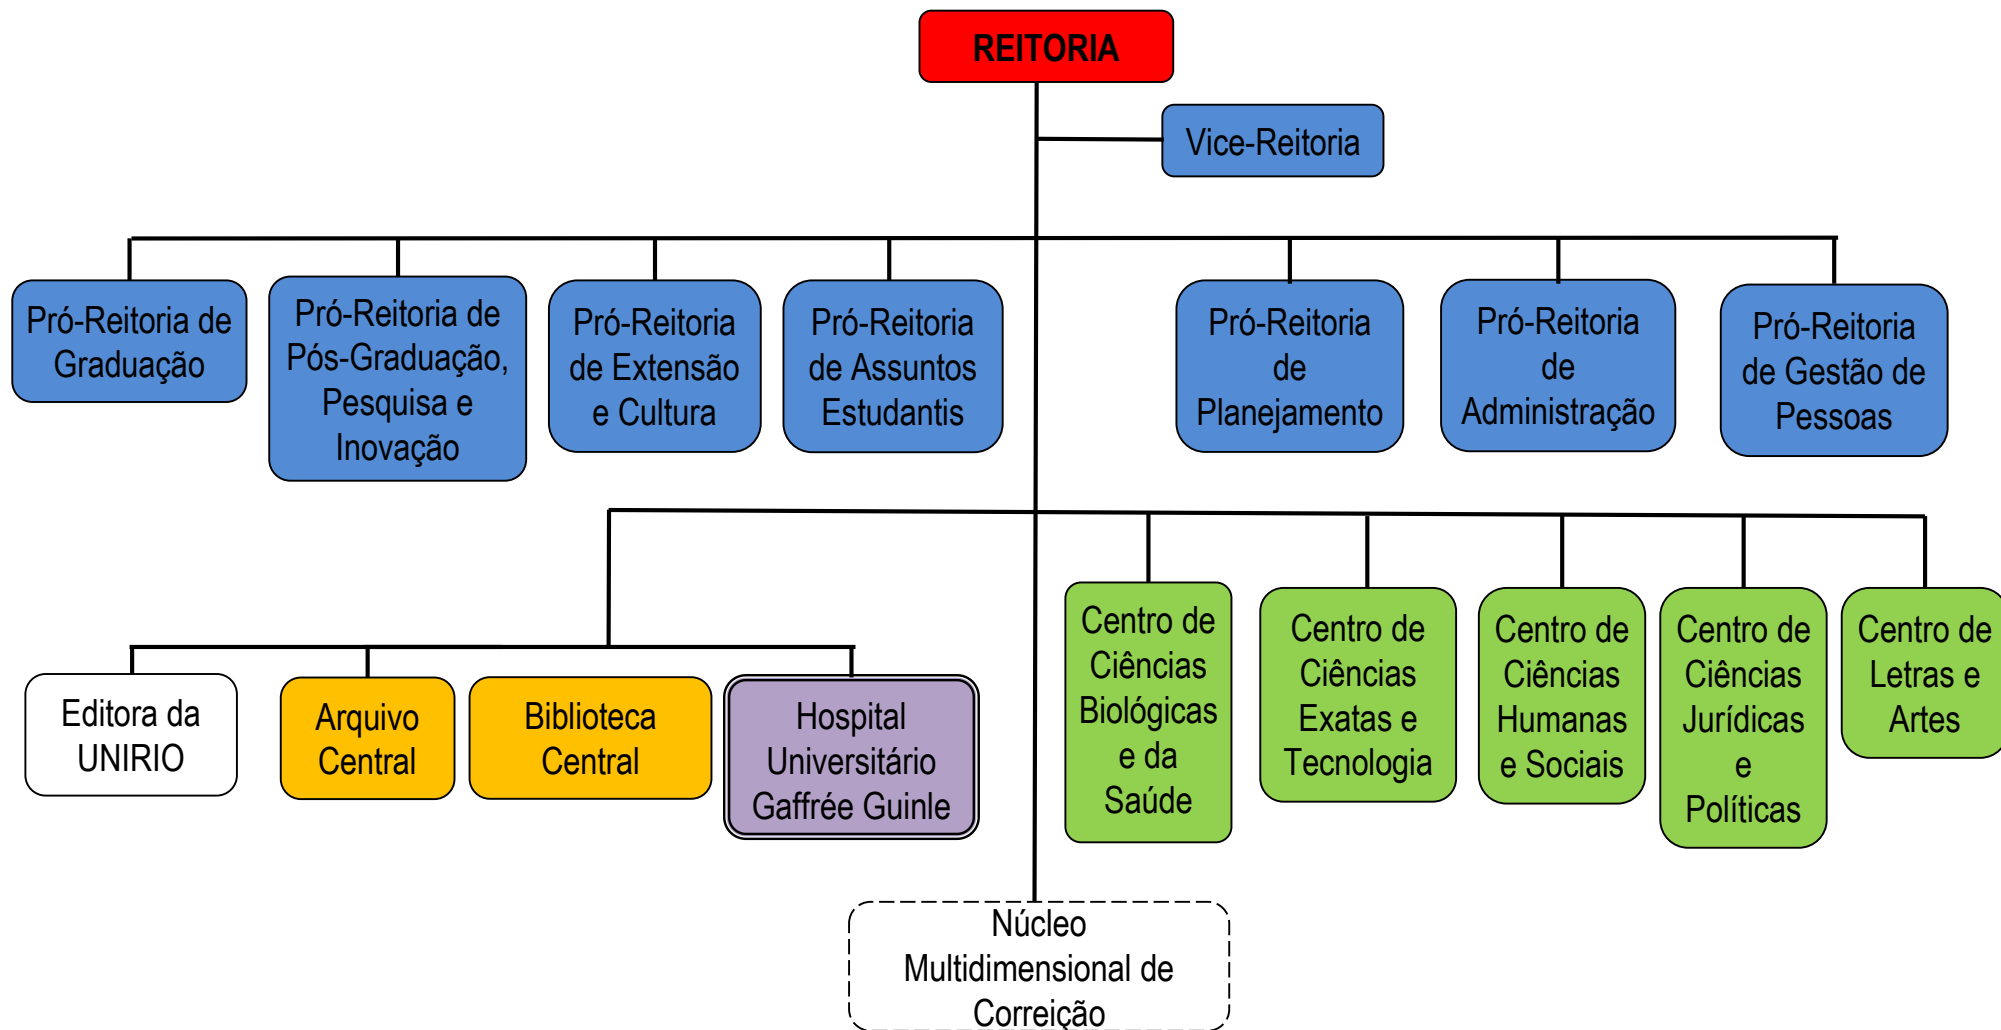 REITORIA
Vice-Reitoria
Pró-Reitoria de
Graduação
Pró-Reitoria de
Pós-Graduação,
Pesquisa e
Inovação
Pró-Reitoria
de Extensão
e Cultura
Pró-Reitoria
de Assuntos
Estudantis
Pró-Reitoria
de
Planejamento
Pró-Reitoria
de
Administração
Pró-Reitoria
de Gestão de
Pessoas
Editora da
UNIRIO
Arquivo
Central
Biblioteca
Central
Hospital
Universitário
Gaffrée Guinle
Centro de
Ciências
Biológicas
e da
Saúde
Centro de
Ciências
Exatas e
Tecnologia
Centro de
Ciências
Humanas
e Sociais
Centro de
Ciências
Jurídicas
e
Políticas
Centro de
Letras e
Artes
Núcleo
Multidimensional de
Correição